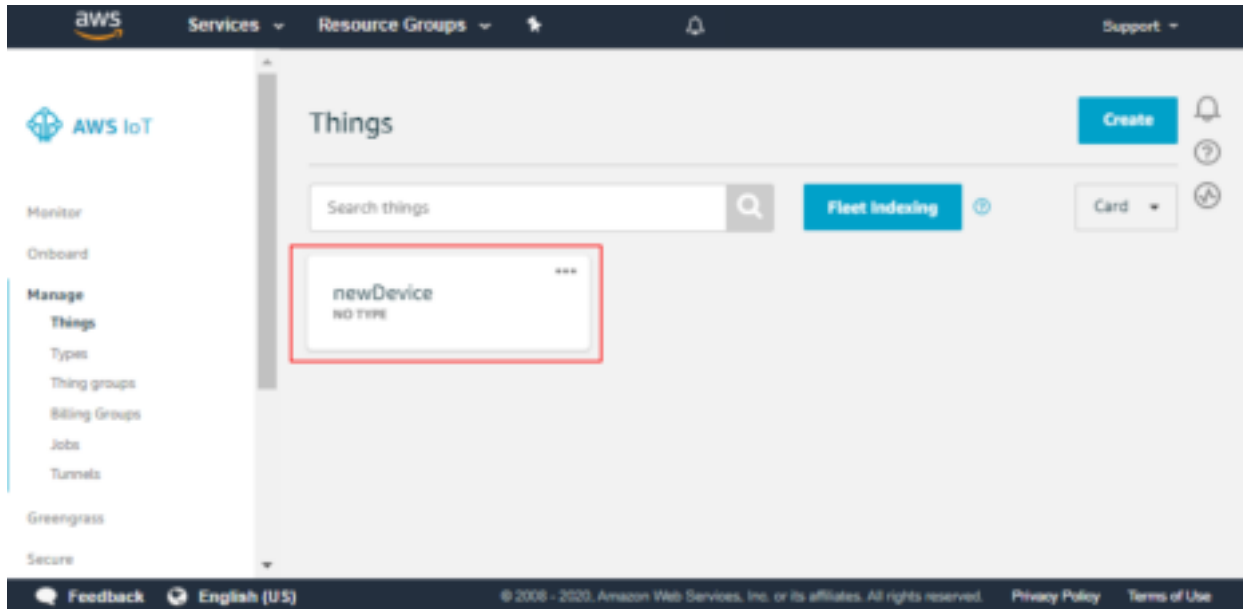 aws Services Resource Groups Support
AWS IoT
Things
Create
Search things
Fleet Indexing
Card
newDevice
NO TYPE
Monitor
Onboard
Manage
Things
Types
Thing groups
Billing Groups
Jobs
Tunnels
Greengrass
Secure
Feedback English (US) © 2008 - 2020, Amazon Web Services, Inc. or its affiliates. All rights reserved. Privacy Policy Terms of Use